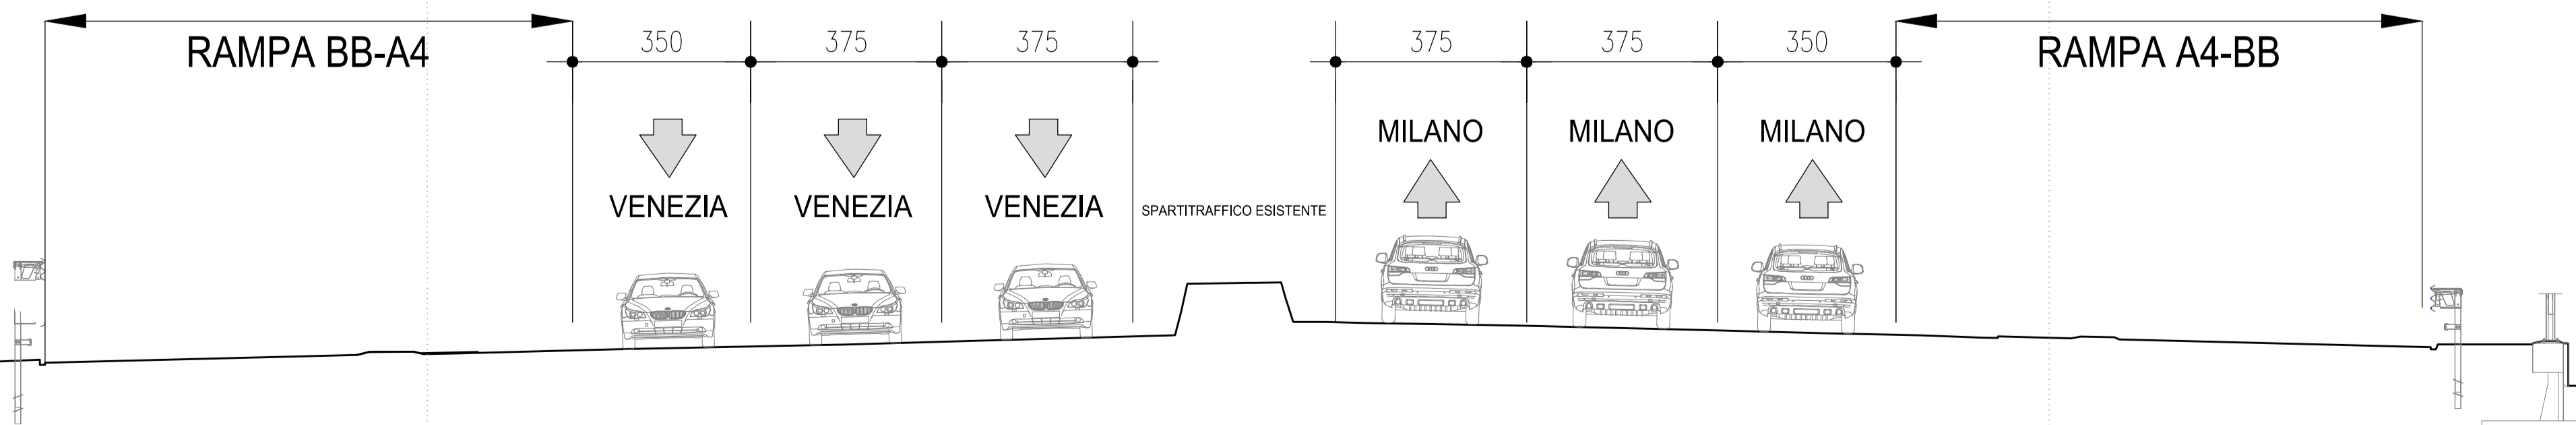 RAMPA BB-A4
350
375
375
375
375
350
RAMPA A4-BB
MILANO
MILANO
MILANO
VENEZIA
VENEZIA
VENEZIA
SPARTITRAFFICO ESISTENTE